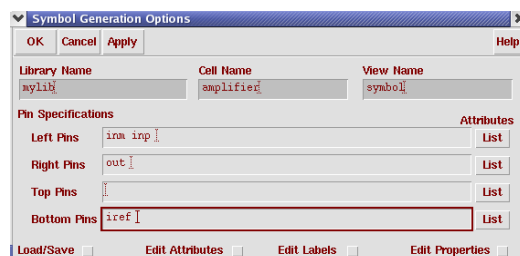 Symbol Generation Options
OK Cancel Apply Help
Library Name Cell Name View Name
mylib amplifier symbol
Pin Specifications Attributes
Left Pins inm inp List
Right Pins out List
Top Pins List
Bottom Pins iref List
Load/Save Edit Attributes Edit Labels Edit Properties